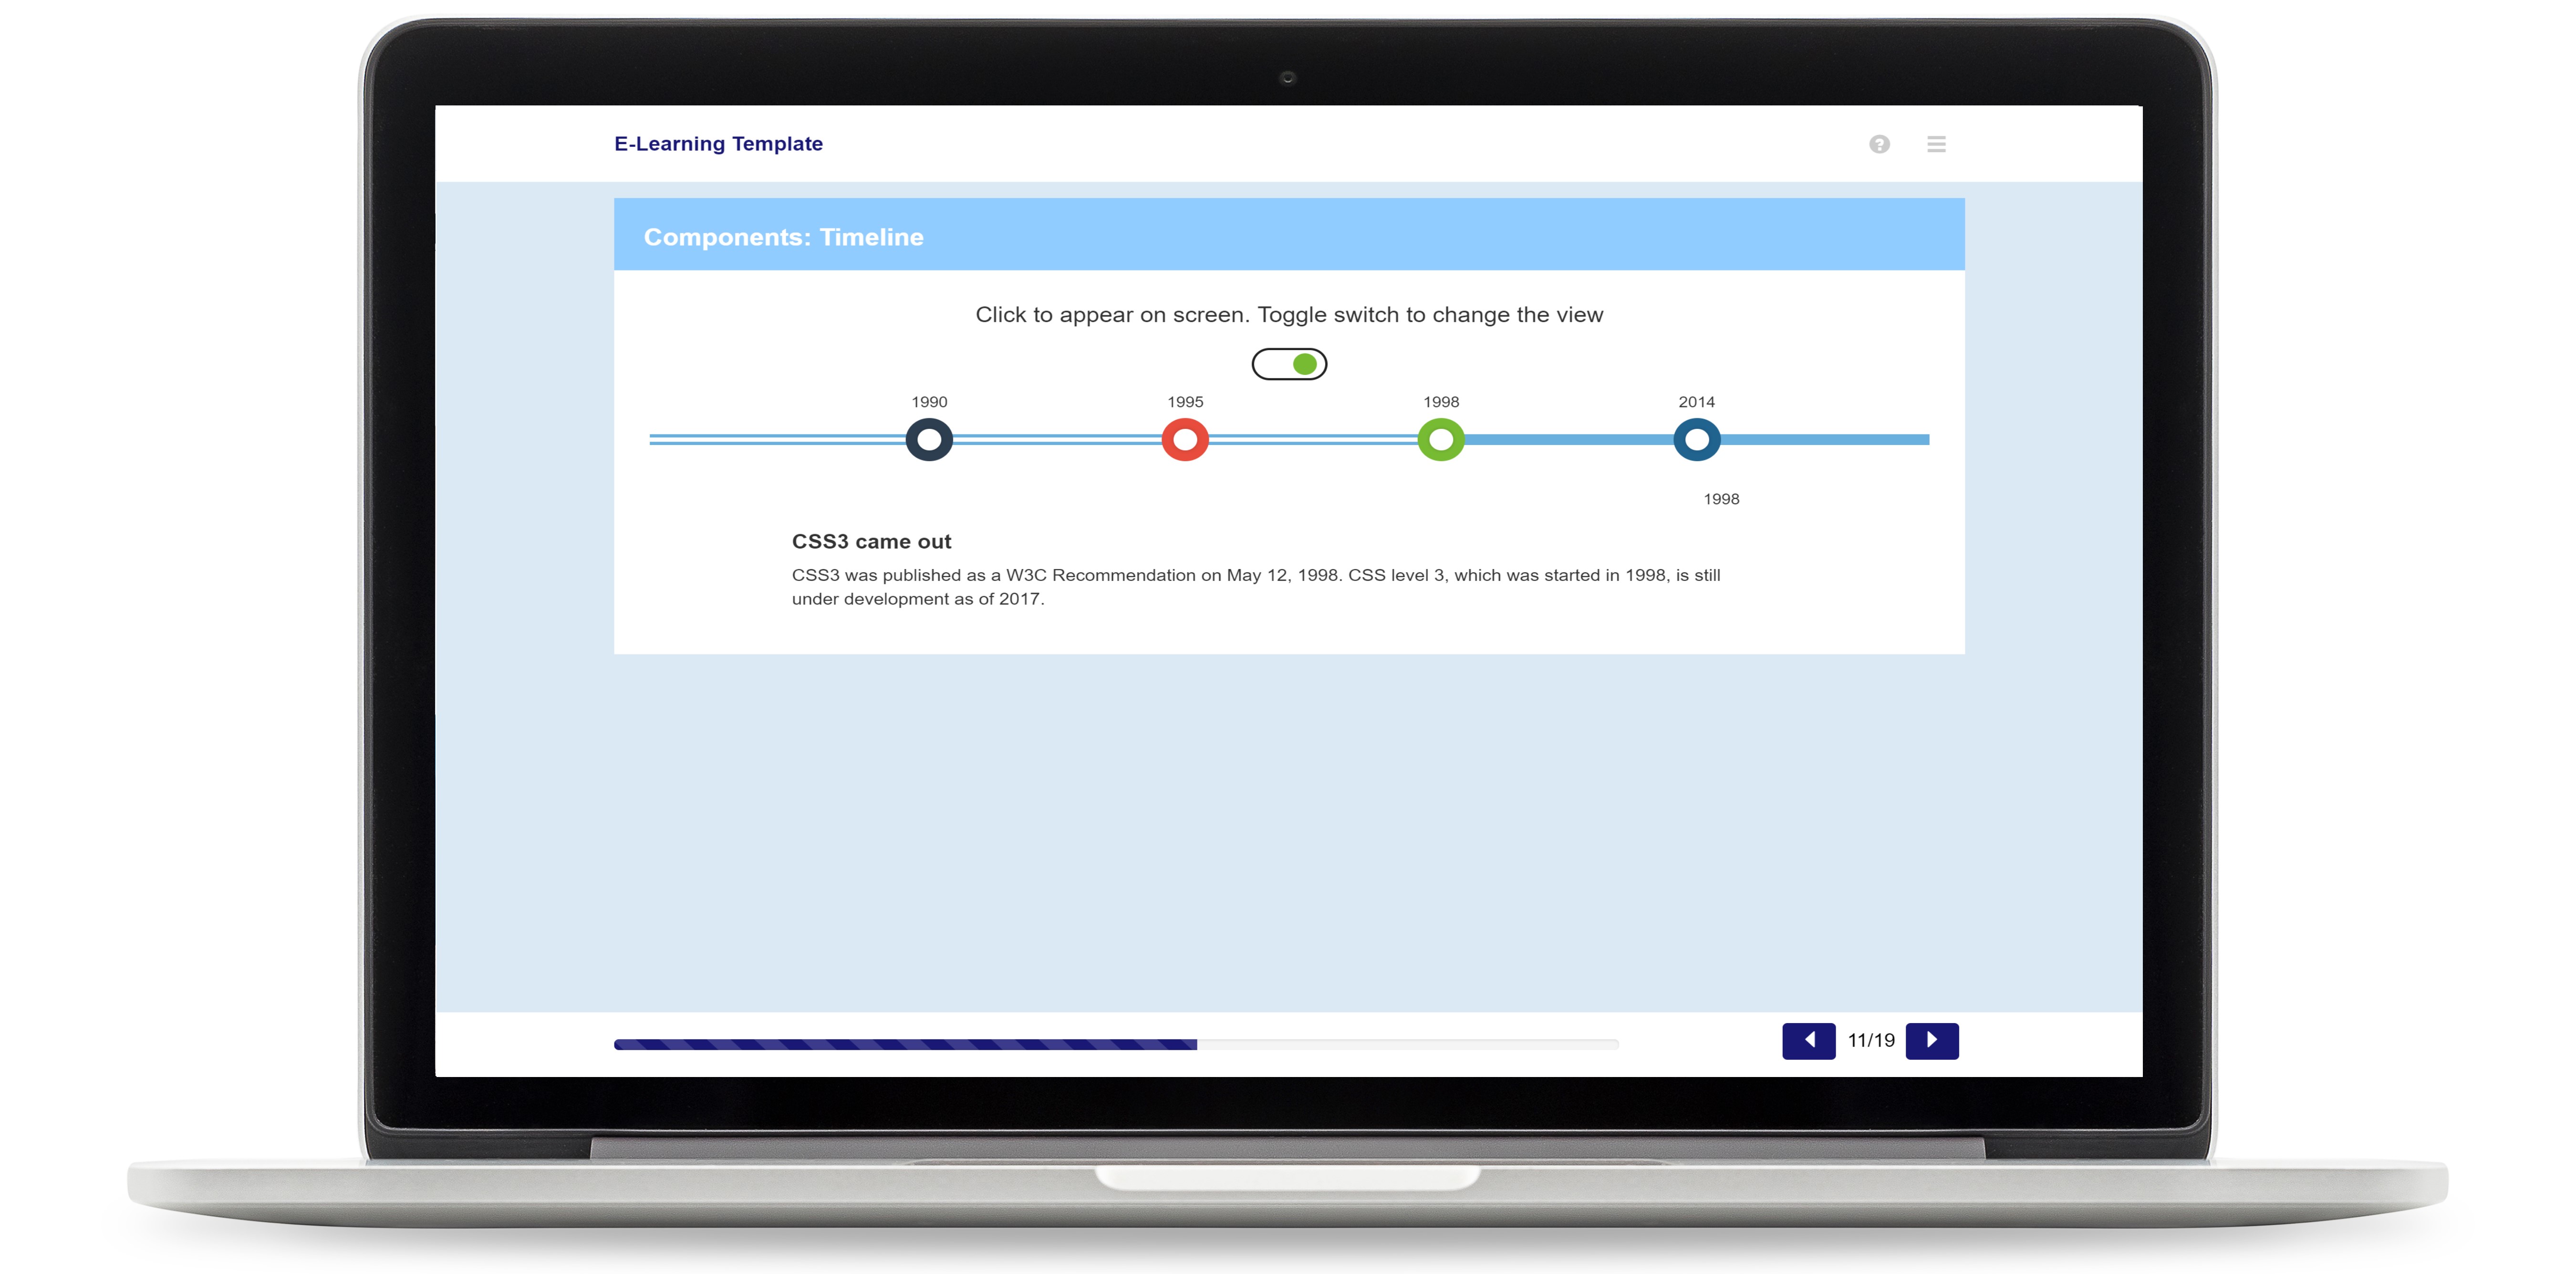 E-Learning Template
Components: Timeline
Click to appear on screen. Toggle switch to change the view
1990 1995 1998 2014
1998
CSS3 came out
CSS3 was published as a W3C Recommendation on May 12, 1998. CSS level 3, which was started in 1998, is still
under development as of 2017.
11/19